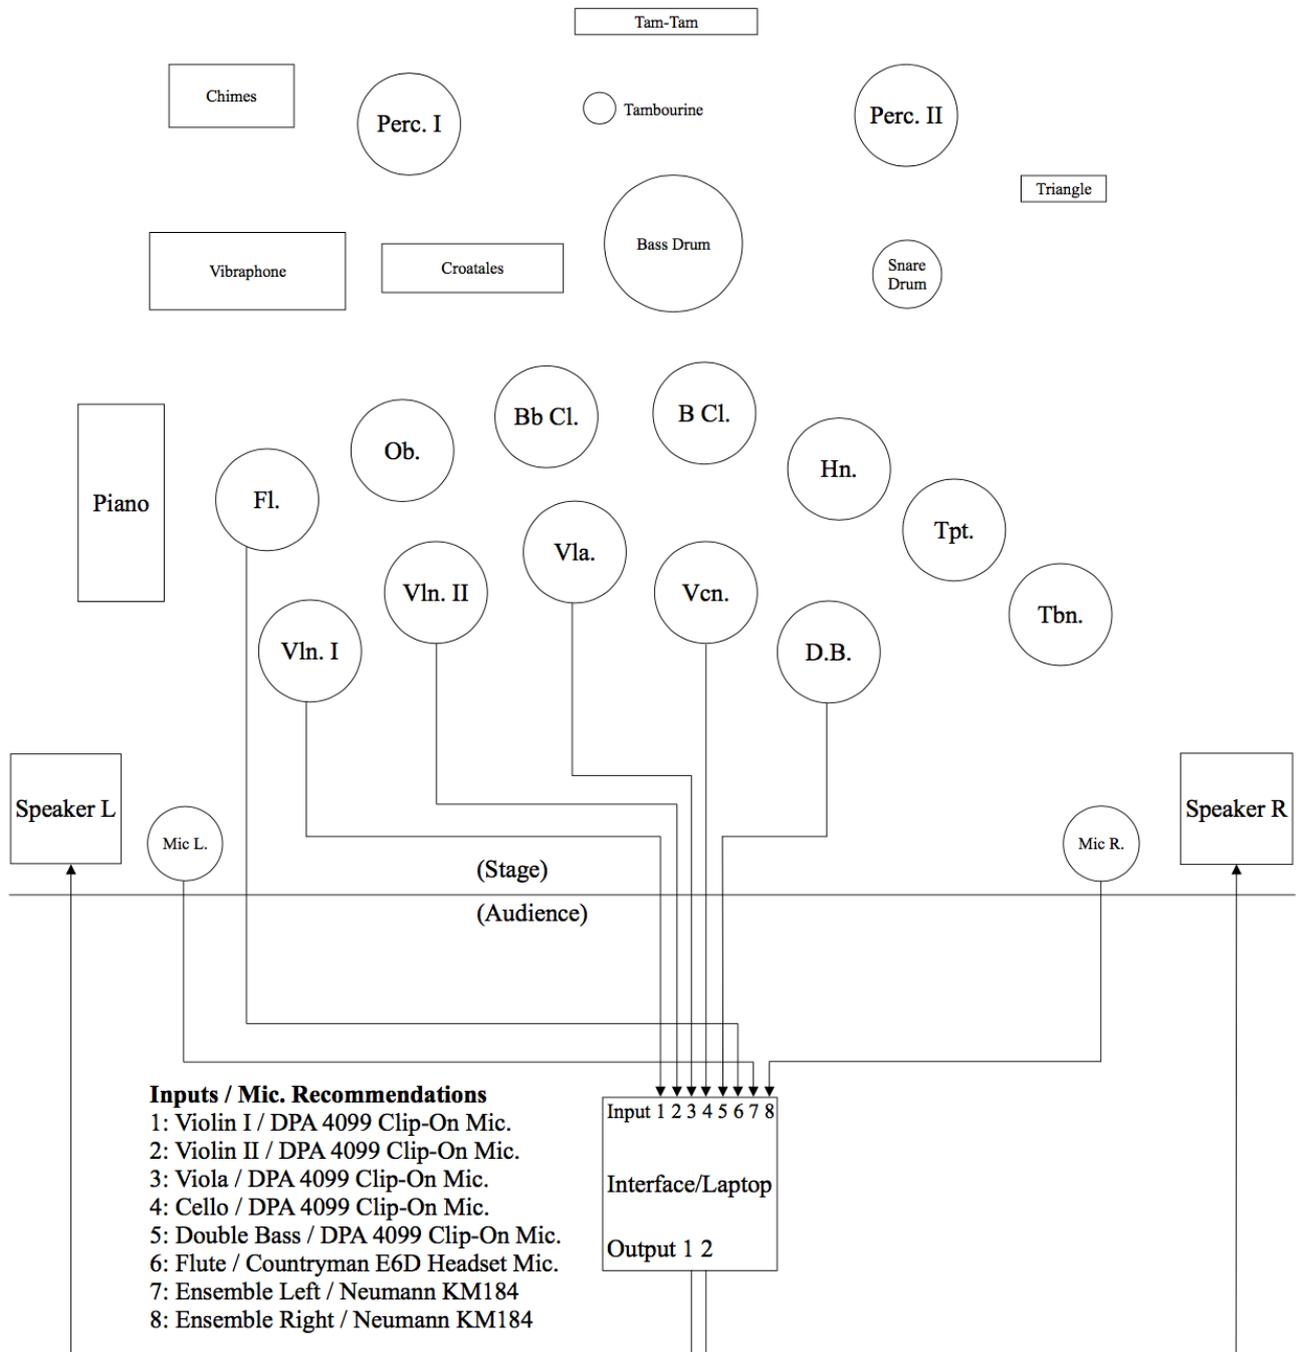 Tam-Tam
Chimes
Perc. I
Tambourine
Perc. II
Triangle
Vibraphone
Croatales
Bass Drum
Snare
Drum
Piano
Fl.
Ob.
Bb Cl.
B Cl.
Hn.
Tpt.
Tbn.
Vln. I
Vln. II
Vla.
Vcn.
D.B.
Speaker L
Mic L.
Mic R.
Speaker R
(Stage)
(Audience)
Inputs / Mic. Recommendations
1: Violin I / DPA 4099 Clip-On Mic.
2: Violin II / DPA 4099 Clip-On Mic.
3: Viola / DPA 4099 Clip-On Mic.
4: Cello / DPA 4099 Clip-On Mic.
5: Double Bass / DPA 4099 Clip-On Mic.
6: Flute / Countryman E6D Headset Mic.
7: Ensemble Left / Neumann KM184
8: Ensemble Right / Neumann KM184
Input 1 2 3 4 5 6 7 8
Interface/Laptop
Output 1 2